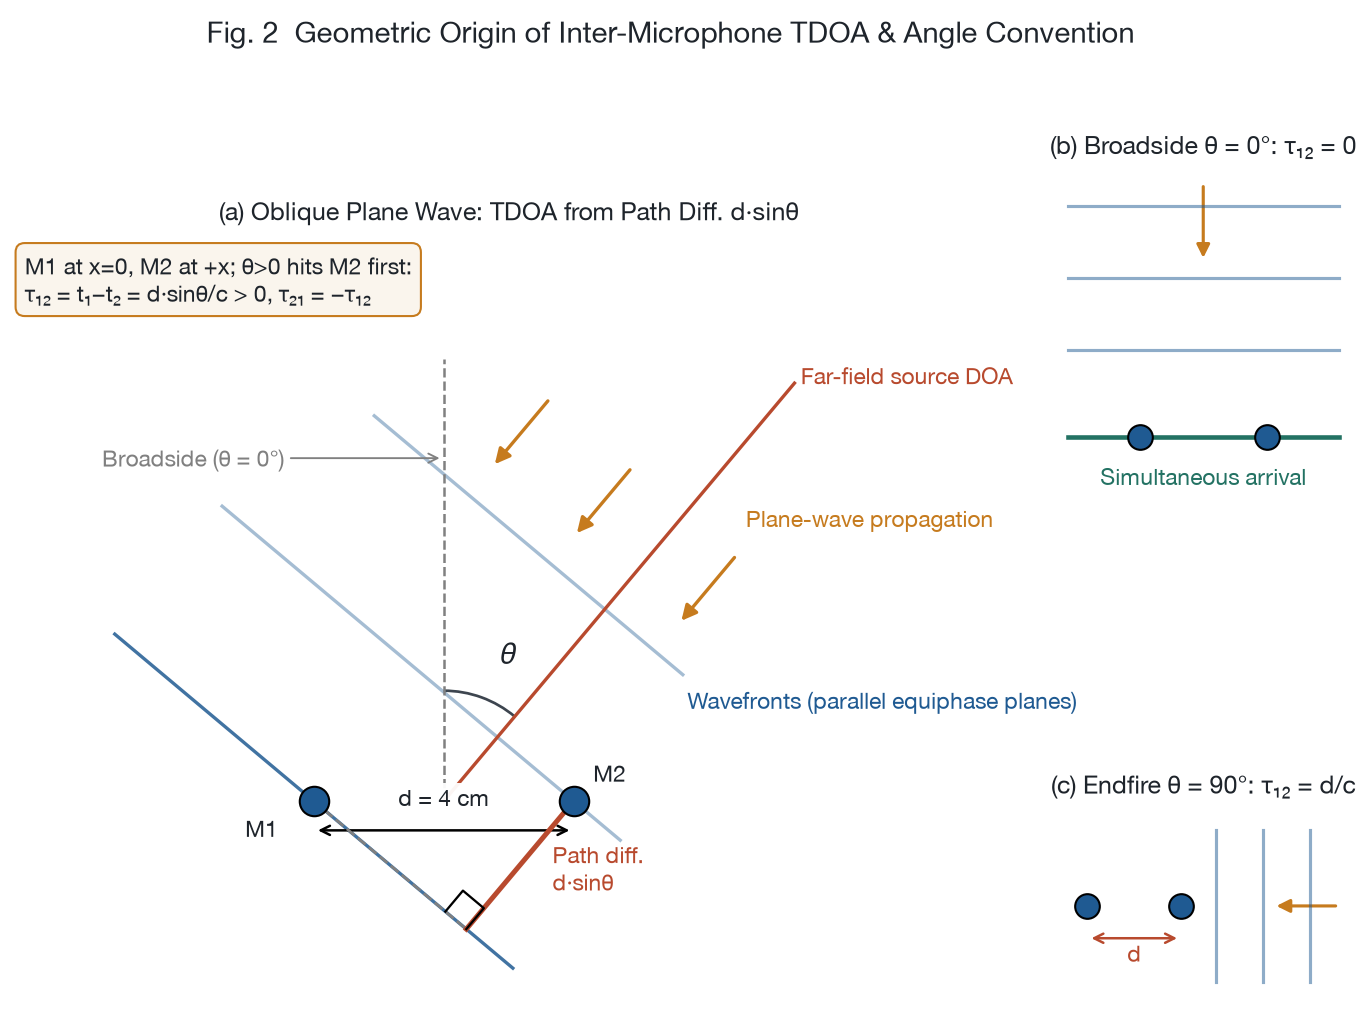 Fig. 2  Geometric Origin of Inter-Microphone TDOA & Angle Convention
(a) Oblique Plane Wave: TDOA from Path Diff. d·sinθ
M1 at x=0, M2 at +x; θ>0 hits M2 first:
τ₁₂ = t₁−t₂ = d·sinθ/c > 0, τ₂₁ = −τ₁₂
Broadside (θ = 0°)
Far-field source DOA
Plane-wave propagation
θ
Wavefronts (parallel equiphase planes)
M2
d = 4 cm
M1
Path diff.
d·sinθ
(b) Broadside θ = 0°: τ₁₂ = 0
Simultaneous arrival
(c) Endfire θ = 90°: τ₁₂ = d/c
d